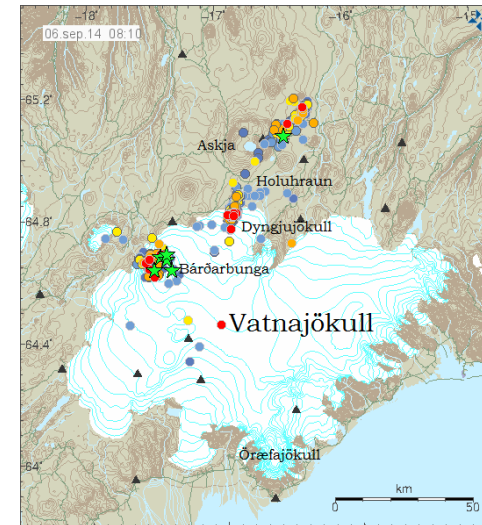 -18 -17 -16 -15
06.sep.14 08:10
65.2
Askja
Holuhraun
64.8
Dyngjujökull
Bárðarbunga
Vatnajökull
64.4
Öræfajökull
64
km
0 50